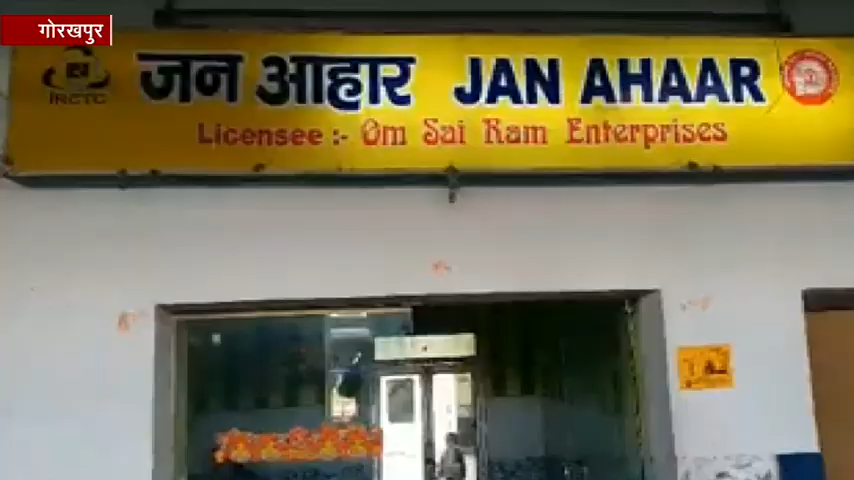 गोरखपुर
जन आहार JAN AHAAR
IRCTC
Licensee :- Om Sai Ram Enterprises